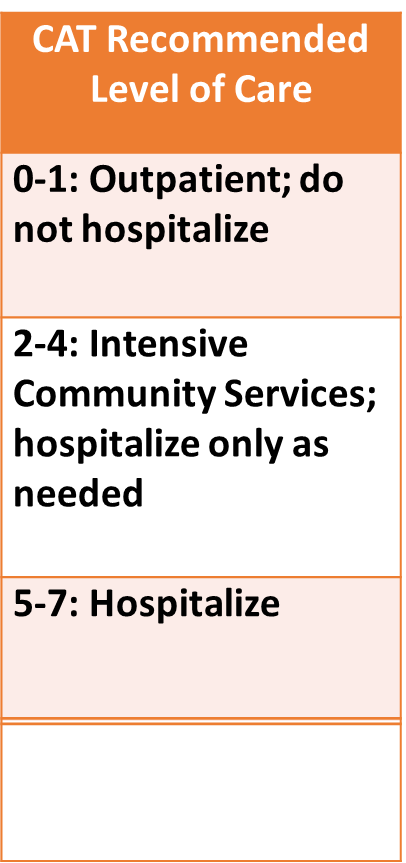 CAT Recommended
Level of Care
0-1: Outpatient; do
not hospitalize
2-4: Intensive
Community Services;
hospitalize only as
needed
5-7: Hospitalize